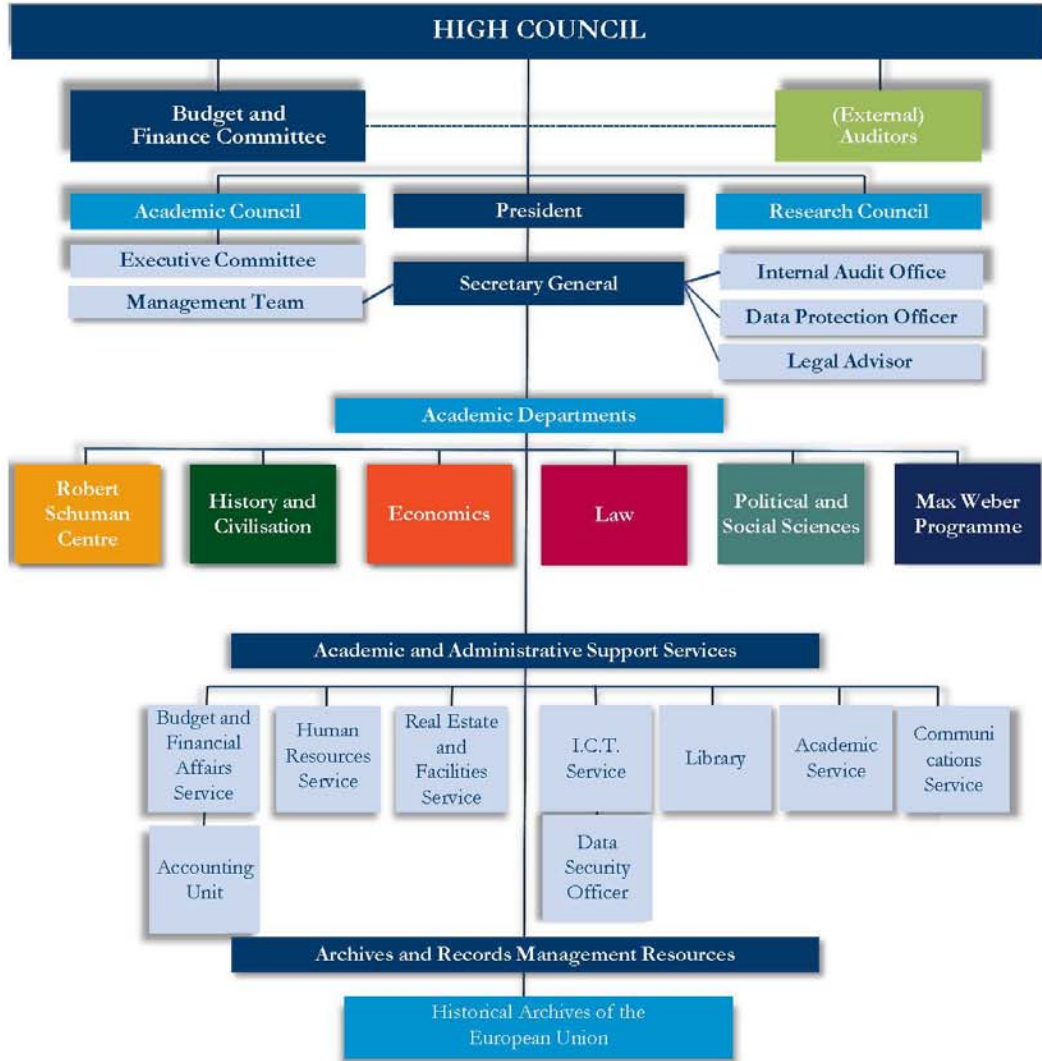 HIGH COUNCIL
Budget and
Finance Committee
(External)
Auditors
Academic Council
President
Research Council
Executive Committee
Management Team
Secretary General
Internal Audit Office
Data Protection Officer
Legal Advisor
Academic Departments
Robert
Schuman
Centre
History and
Civilisation
Economics
Law
Political and
Social Sciences
Max Weber
Programme
Academic and Administrative Support Services
Budget and
Financial
Affairs
Service
Human
Resources
Service
Real Estate
and
Facilities
Service
I.C.T.
Service
Library
Academic
Service
Communi
cations
Service
Accounting
Unit
Data
Security
Officer
Archives and Records Management Resources
Historical Archives of the
European Union